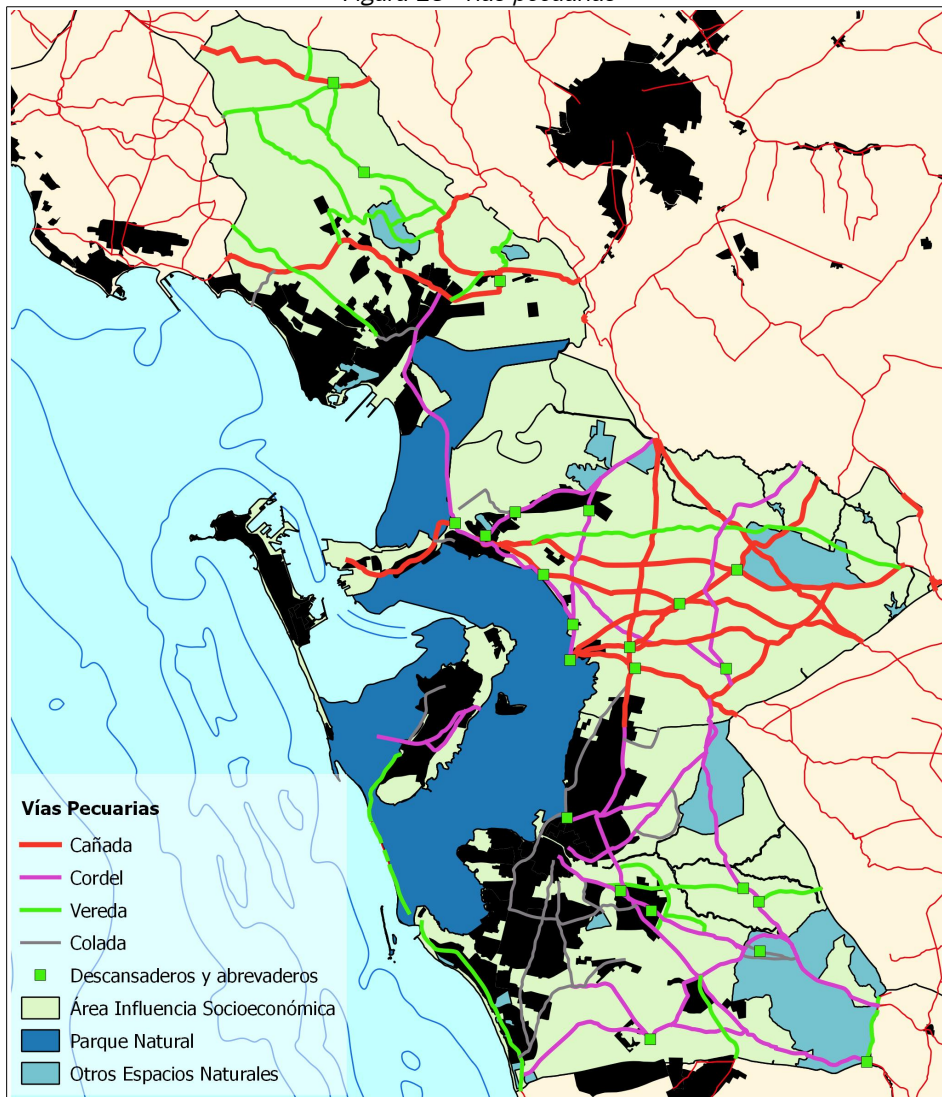 Vías Pecuarias
Cañada
Cordel
Vereda
Colada
Descansaderos y abrevaderos
Área Influencia Socioeconómica
Parque Natural
Otros Espacios Naturales